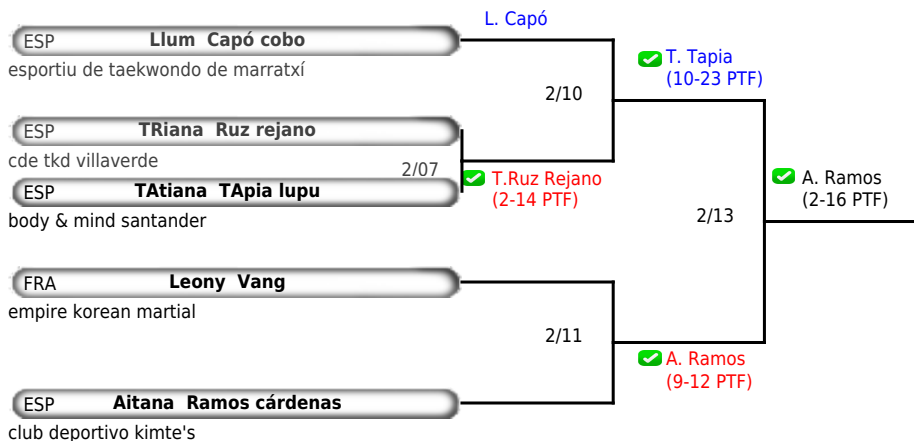 L. Capó
ESP Llum Capó cobo
esportiu de taekwondo de marratxí
T. Tapia
(10-23 PTF)
2/10
ESP TRiana Ruz rejano
cde tkd villaverde
2/07
T.Ruz Rejano
(2-14 PTF)
ESP TAtiana TApia lupu
body & mind santander
A. Ramos
(2-16 PTF)
2/13
FRA Leony Vang
empire korean martial
2/11
A. Ramos
(9-12 PTF)
ESP Aitana Ramos cárdenas
club deportivo kimte's